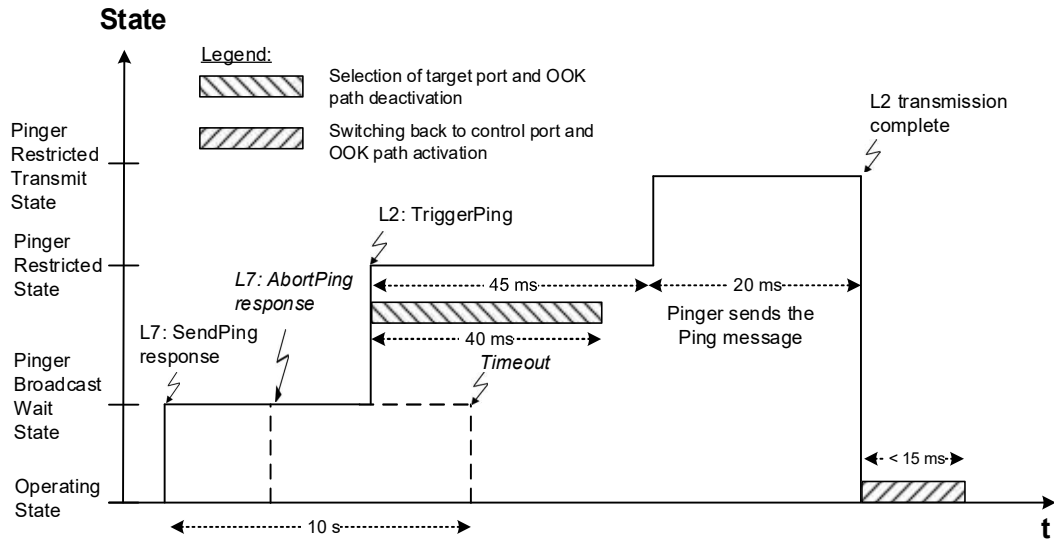 State
Legend:
Selection of target port and OOK
path deactivation
Switching back to control port and
OOK path activation
L2 transmission
complete
Pinger
Restricted
Transmit
State
L2: TriggerPing
Pinger
Restricted
State
L7: AbortPing
response
45 ms
20 ms
Pinger sends the
Ping message
L7: SendPing
response
40 ms
Timeout
Pinger
Broadcast
Wait
State
< 15 ms
Operating
State
10 s
t